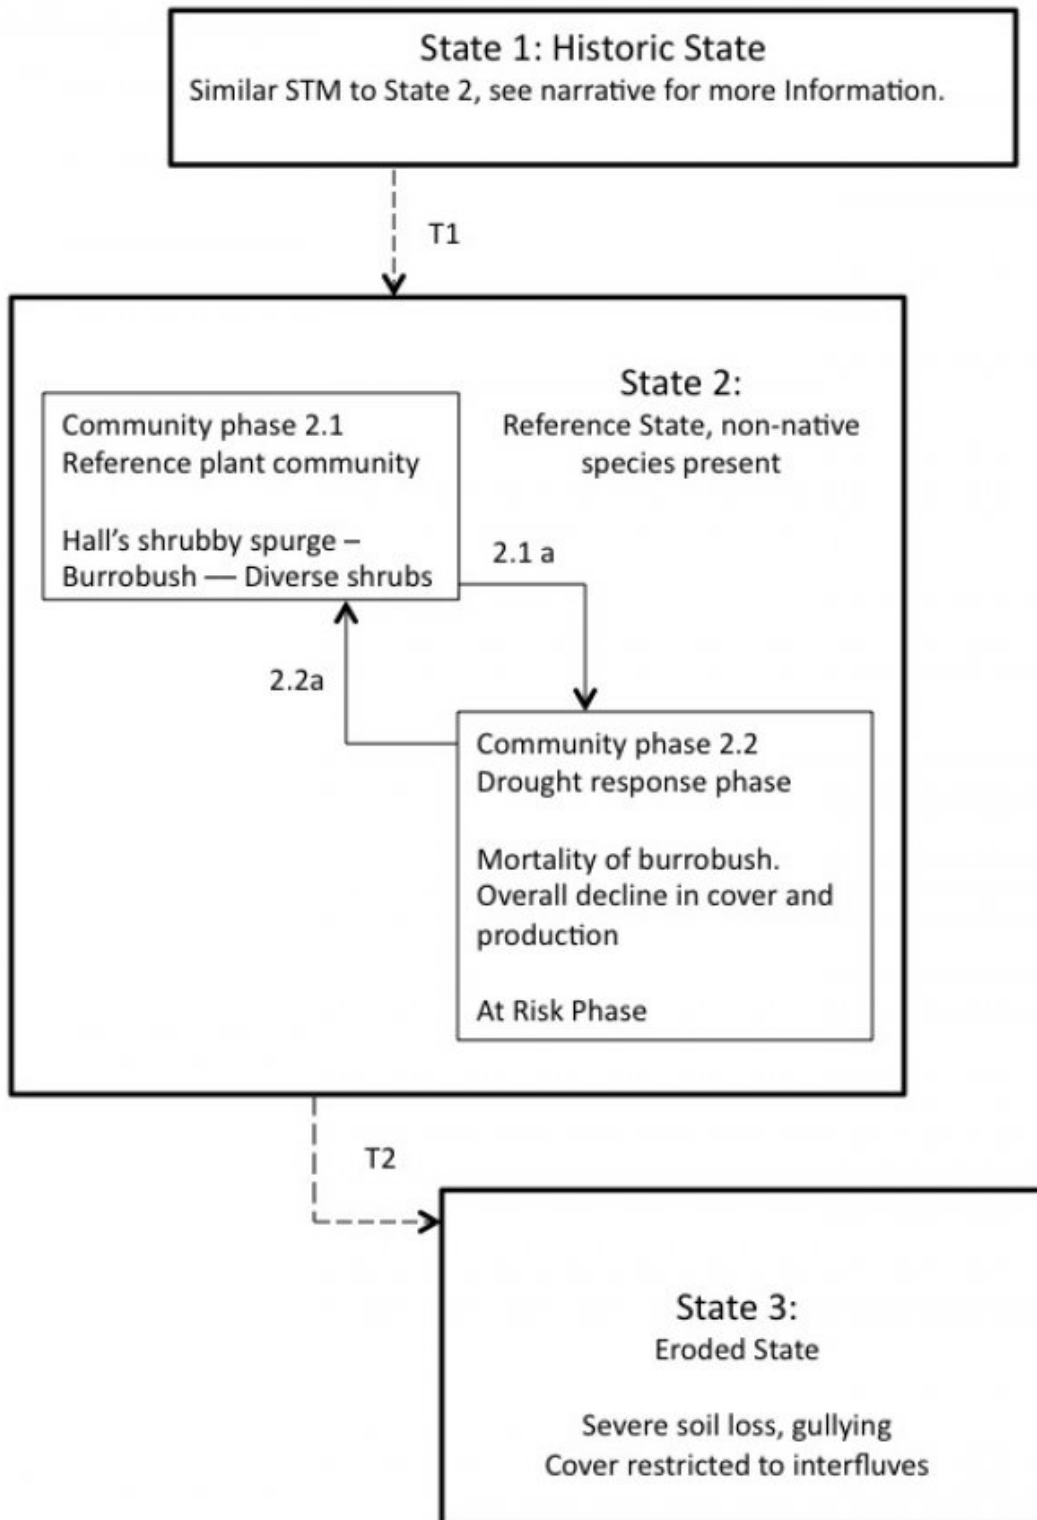 State 1: Historic State
Similar STM to State 2, see narrative for more Information.
T1
State 2:
Reference State, non-native
species present
Community phase 2.1
Reference plant community
Hall’s shrubby spurge –
Burrobush — Diverse shrubs
2.1 a
2.2a
Community phase 2.2
Drought response phase
Mortality of burrobush.
Overall decline in cover and
production
At Risk Phase
T2
State 3:
Eroded State
Severe soil loss, gullying
Cover restricted to interfluves